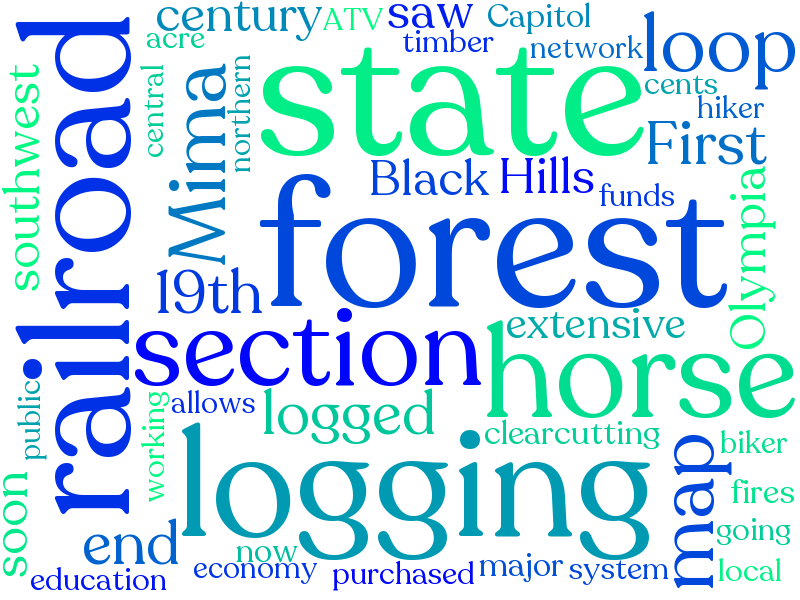 century
ATV
saw
Capitol
acre
timber
network
loop
railroad
state
cents
hiker
southwest
central
northern
Mima
First
Black
Hills
funds
Olympia
forest
19th
section
extensive
horse
public
working
allows
logged
clearcutting
logging
map
biker
fires
going
local
soon
end
now
education
economy
purchased
major
system